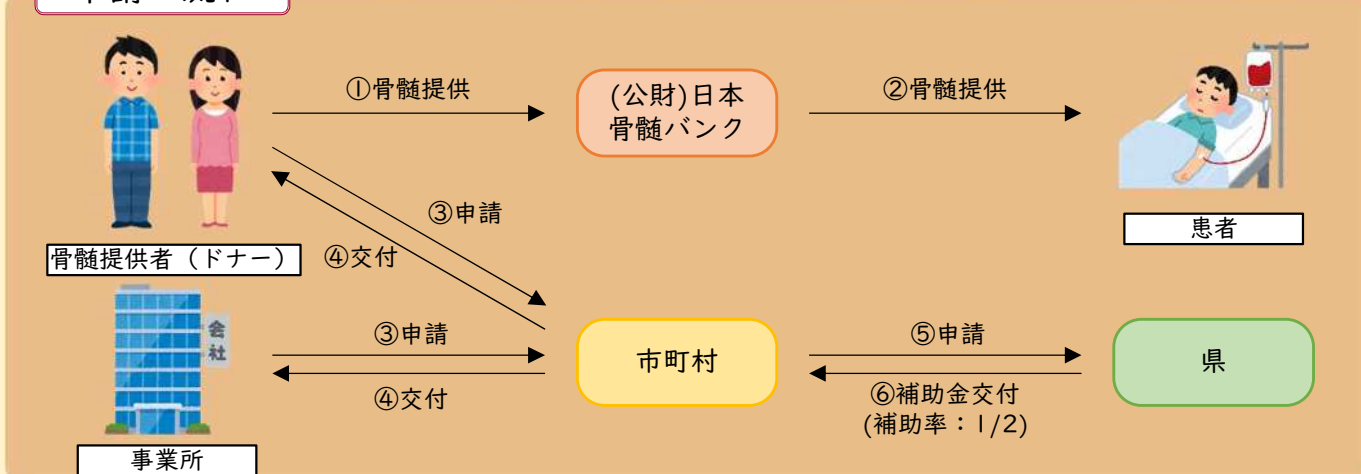 ①骨髄提供
(公財)日本
骨髄バンク
②骨髄提供
③申請
④交付
骨髄提供者（ドナー）
患者
会社
③申請
④交付
市町村
⑤申請
⑥補助金交付
(補助率：1/2)
県
事業所